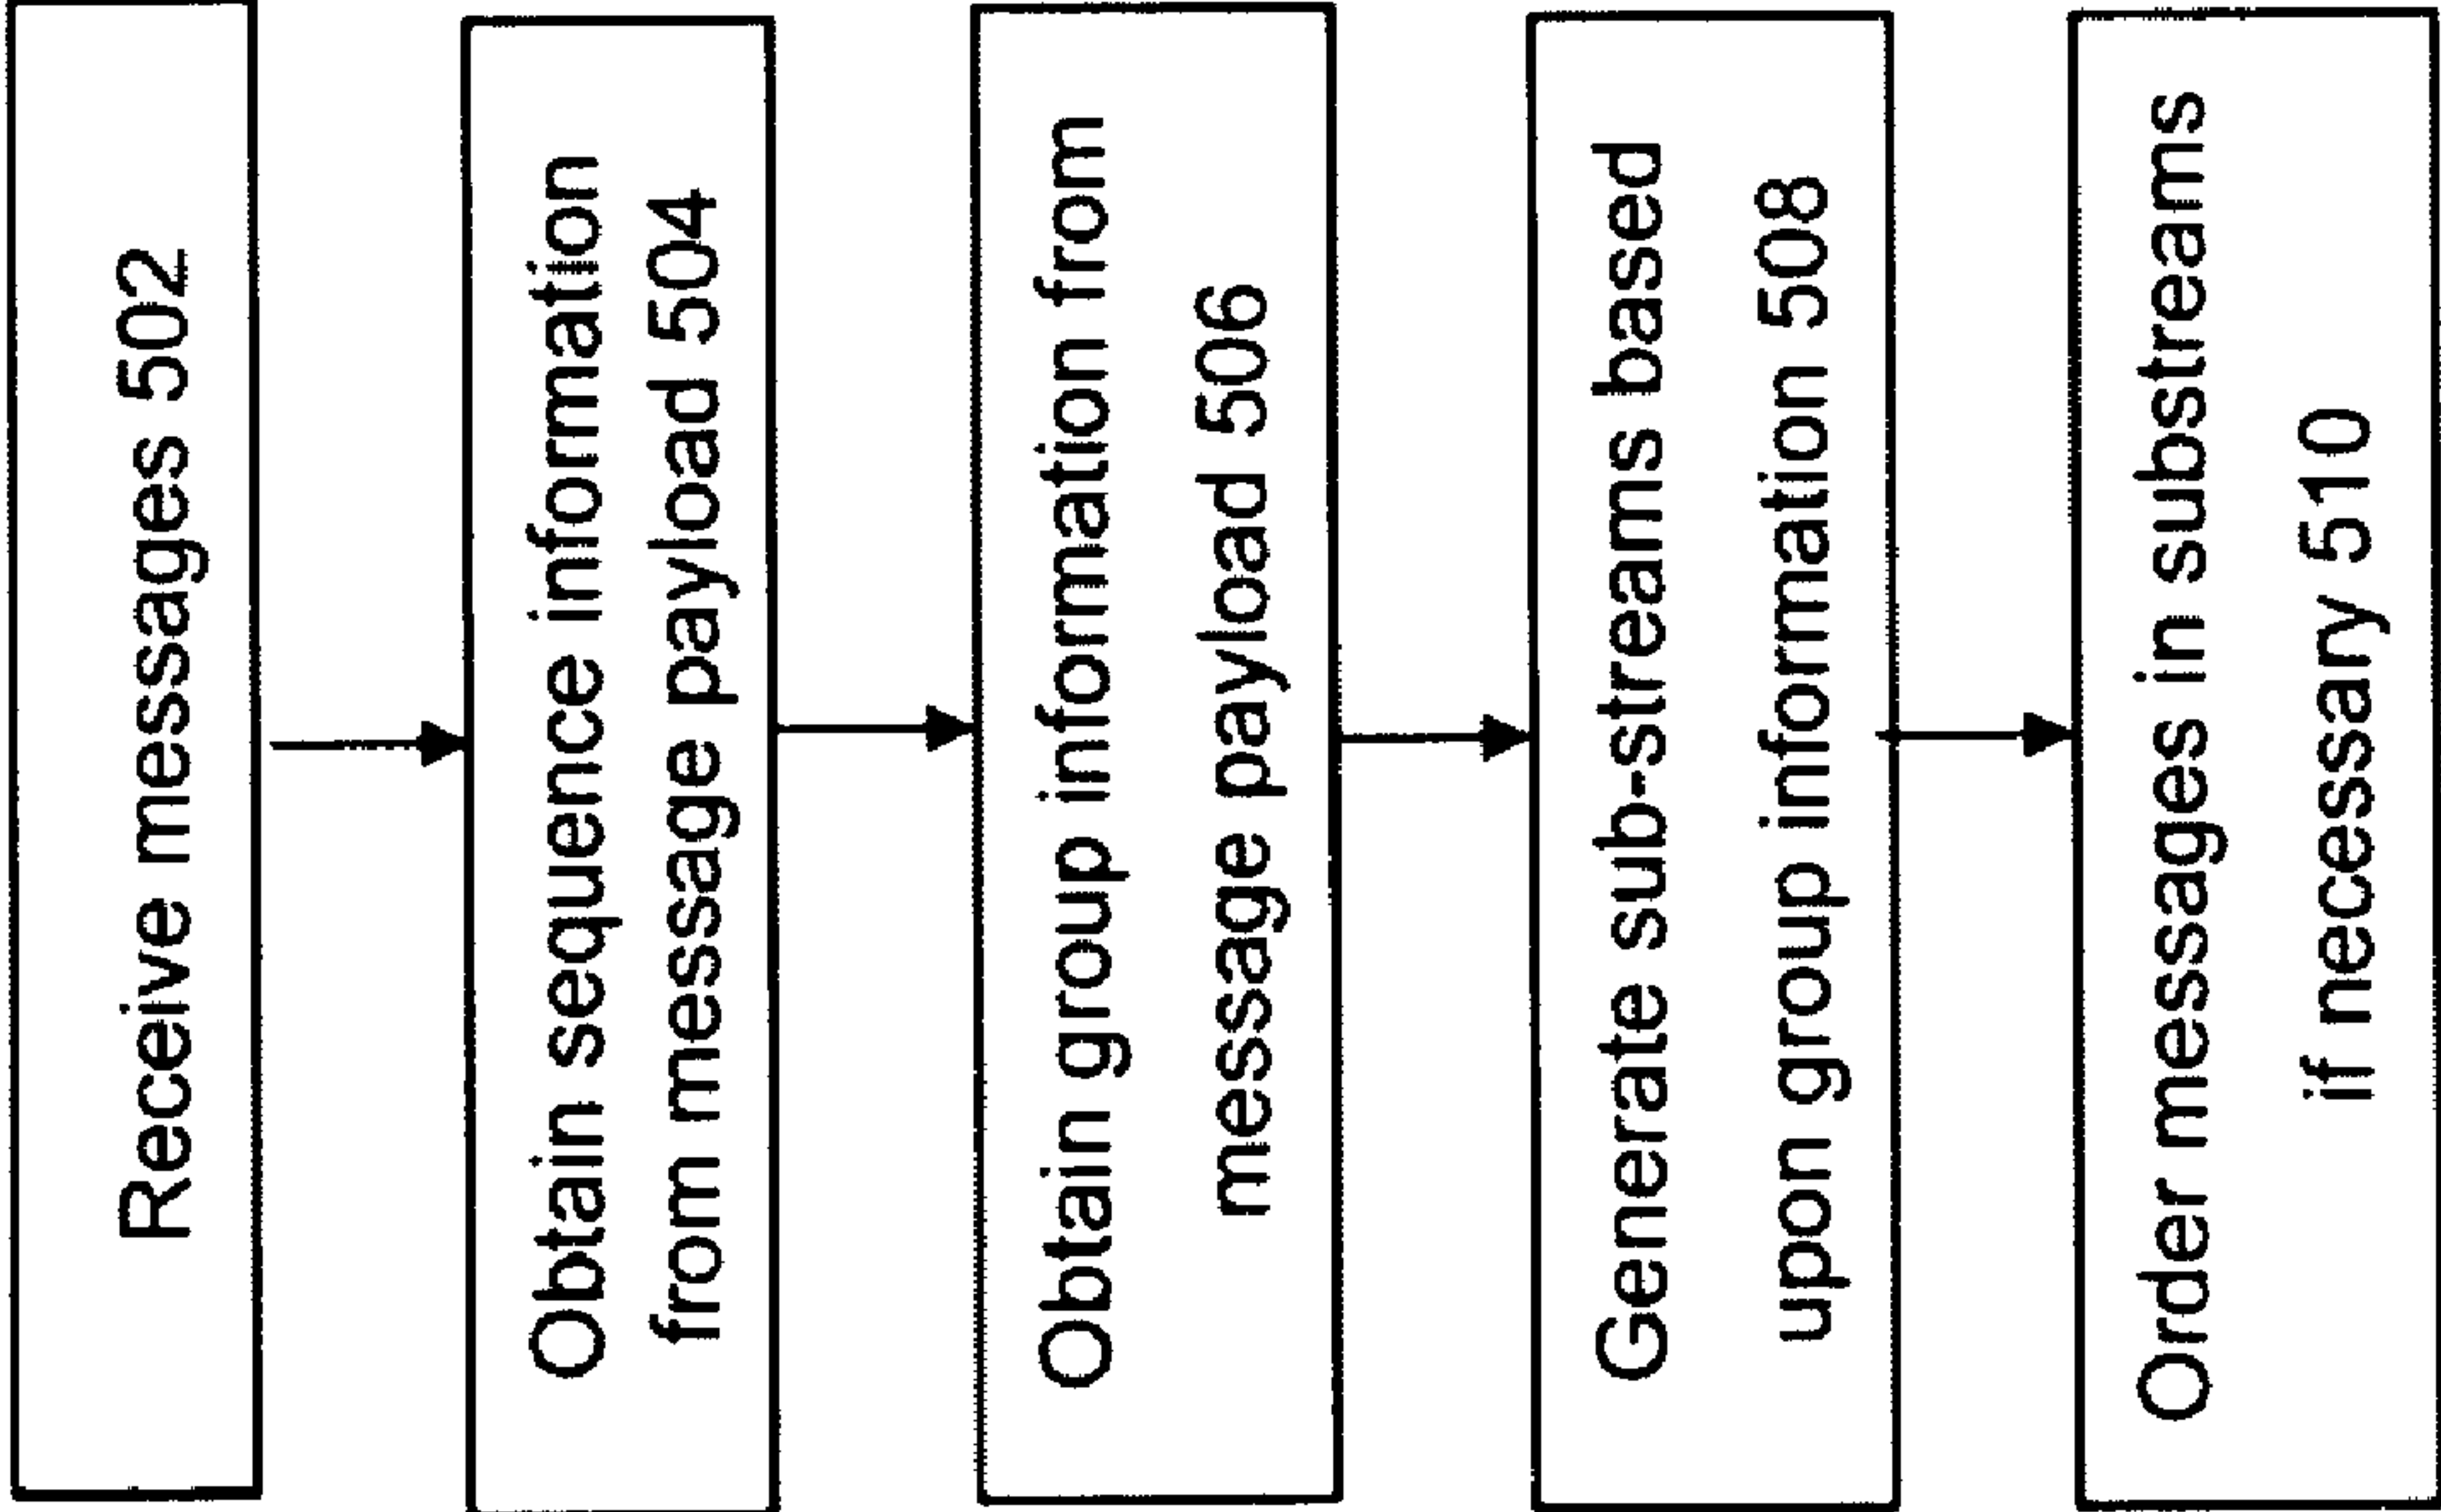 Receive messages 502
Obtain sequence information
from message payload 504
Obtain group information from
message payload 506
Generate sub-streams based
upon group information 508
Order messages in substreams
if necessary 510